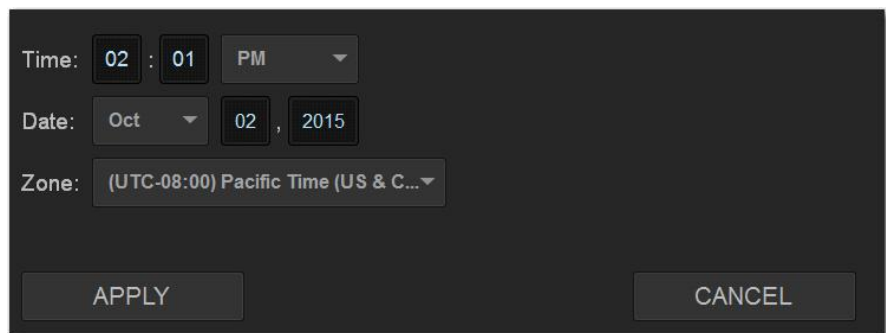 Time: 02 : 01 PM
Date: Oct 02 , 2015
Zone: (UTC-08:00) Pacific Time (US & C...
APPLY CANCEL